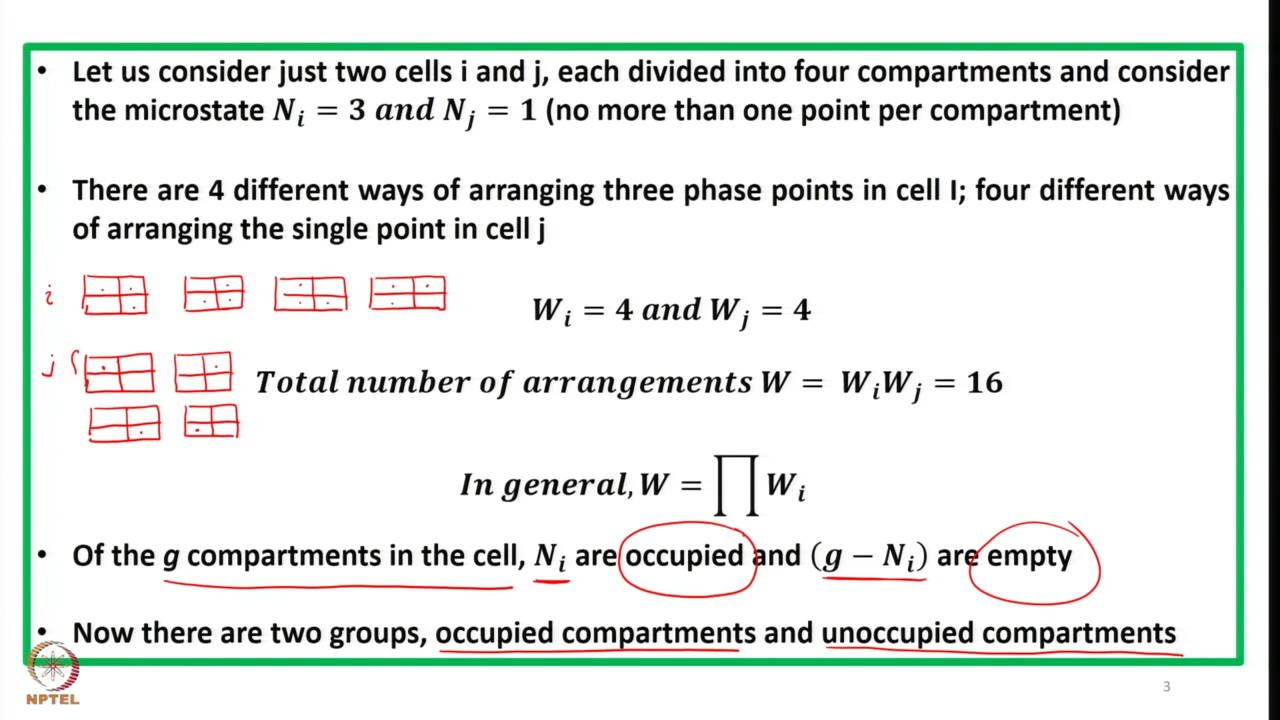 • Let us consider just two cells i and j, each divided into four compartments and consider
the microstate N_i = 3 and N_j = 1 (no more than one point per compartment)
• There are 4 different ways of arranging three phase points in cell I; four different ways
of arranging the single point in cell j
i
W_i = 4 and W_j = 4
j
Total number of arrangements W = W_iW_j = 16
In general, W = ∏ W_i
• Of the g compartments in the cell, N_i are occupied and (g − N_i) are empty
• Now there are two groups, occupied compartments and unoccupied compartments
NPTEL
3